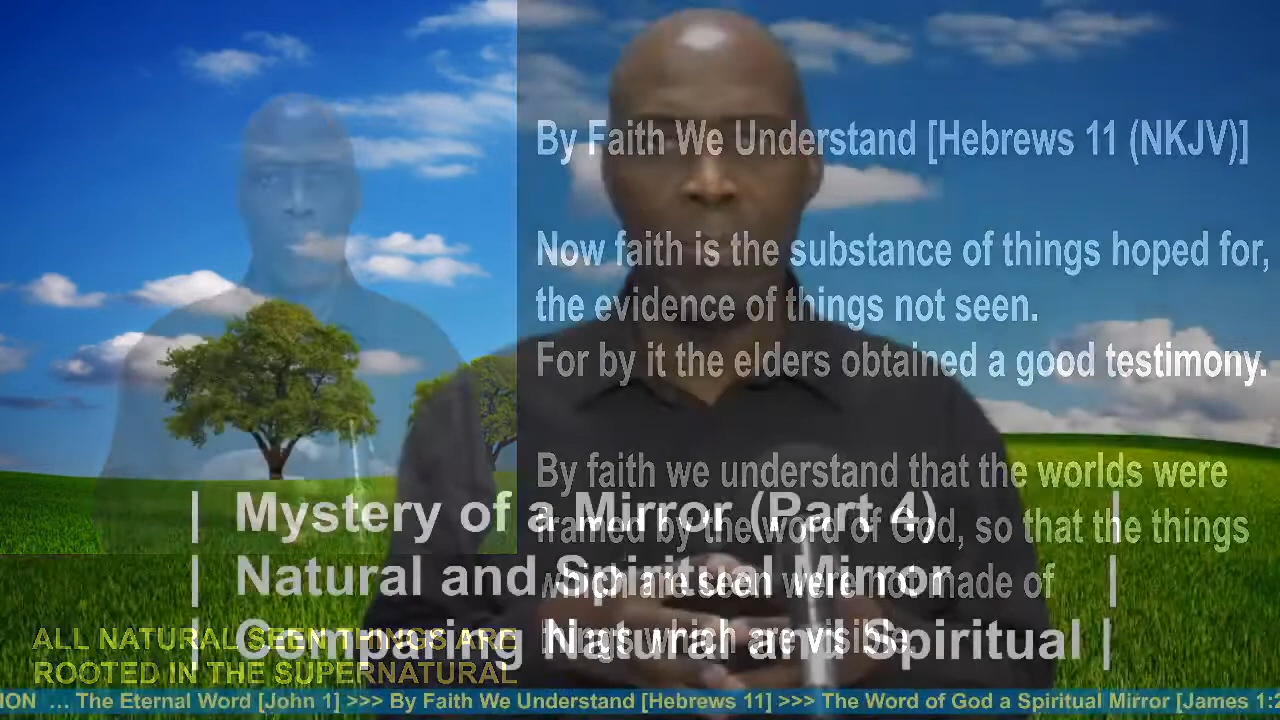 By Faith We Understand [Hebrews 11 (NKJV)]
Now faith is the substance of things hoped for,
the evidence of things not seen.
For by it the elders obtained a good testimony.
By faith we understand that the worlds were
framed by the word of God, so that the things
which are seen were not made of
things which are visible.
| Mystery of a Mirror (Part 4) |
| Natural and Spiritual Mirror |
| Comparing Natural and Spiritual |
ALL NATURAL SEEN THINGS ARE
ROOTED IN THE SUPERNATURAL
ION ... The Eternal Word [John 1] >>> By Faith We Understand [Hebrews 11] >>> The Word of God a Spiritual Mirror [James 1:2